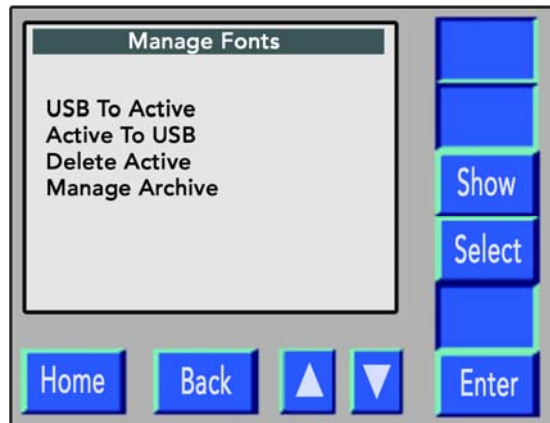 Manage Fonts
USB To Active
Active To USB
Delete Active
Manage Archive
Show
Select
Home
Back
Enter